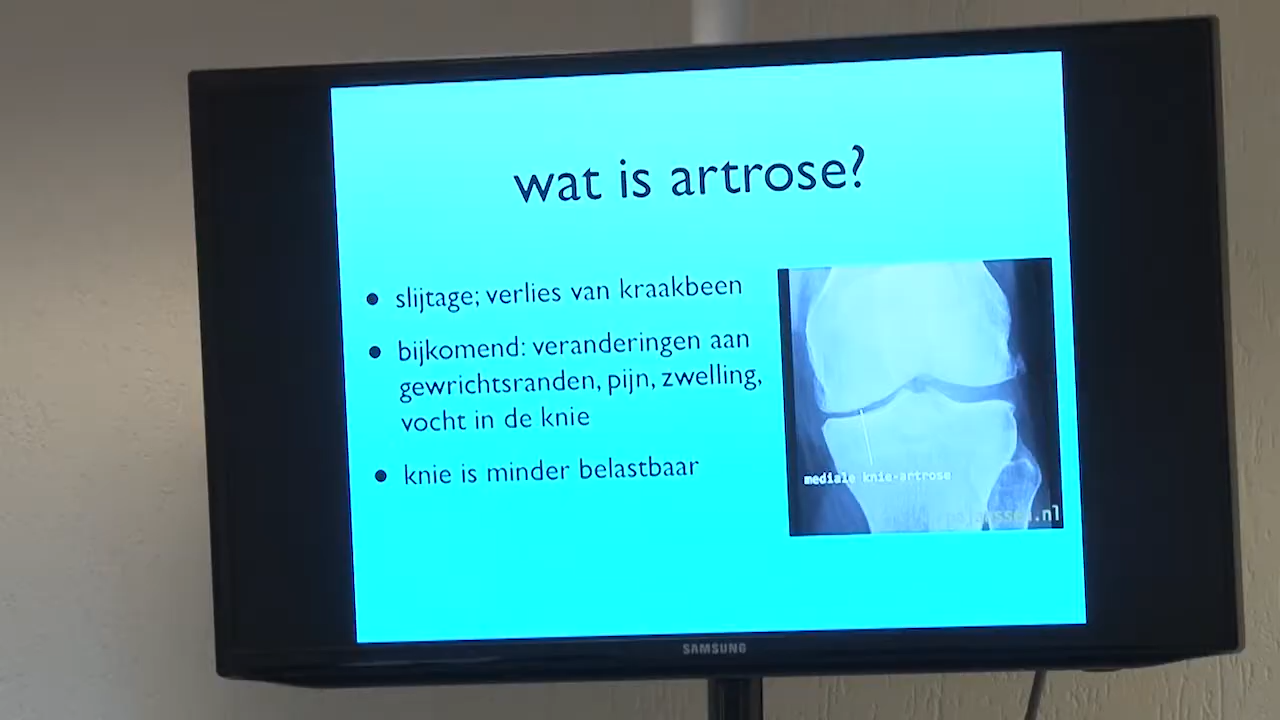 wat is artrose?
• slijtage; verlies van kraakbeen
• bijkomend: veranderingen aan
gewrichtsranden, pijn, zwelling,
vocht in de knie
• knie is minder belastbaar
mediale knie-artrose
SAMSUNG